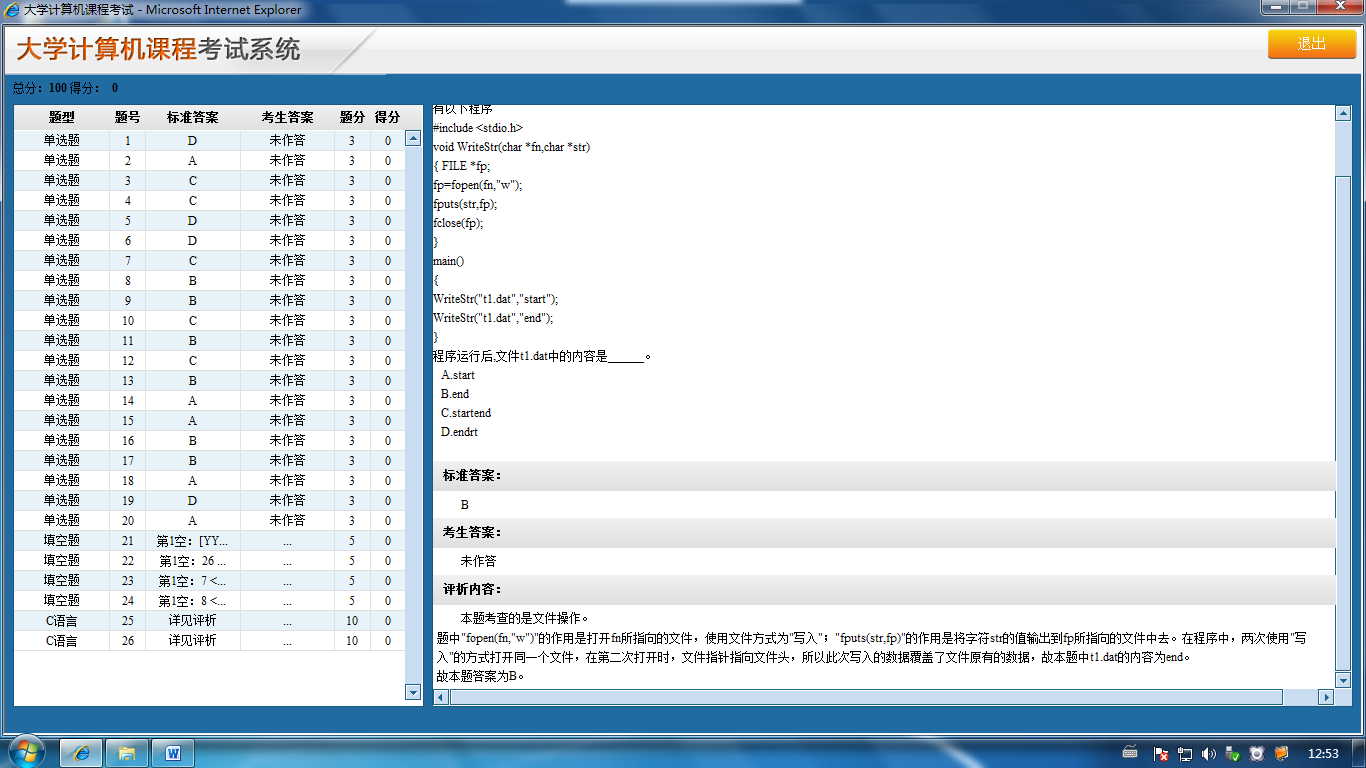 大学计算机课程考试 - Microsoft Internet Explorer
大学计算机课程考试系统
退出
总分：100 得分： 0
题型 题号 标准答案 考生答案 题分 得分
单选题 1 D 未作答 3 0
单选题 2 A 未作答 3 0
单选题 3 C 未作答 3 0
单选题 4 C 未作答 3 0
单选题 5 D 未作答 3 0
单选题 6 D 未作答 3 0
单选题 7 C 未作答 3 0
单选题 8 B 未作答 3 0
单选题 9 B 未作答 3 0
单选题 10 C 未作答 3 0
单选题 11 B 未作答 3 0
单选题 12 C 未作答 3 0
单选题 13 B 未作答 3 0
单选题 14 A 未作答 3 0
单选题 15 A 未作答 3 0
单选题 16 B 未作答 3 0
单选题 17 B 未作答 3 0
单选题 18 A 未作答 3 0
单选题 19 D 未作答 3 0
单选题 20 A 未作答 3 0
填空题 21 第1空：[YY... ... 5 0
填空题 22 第1空：26 ... ... 5 0
填空题 23 第1空：7 <... ... 5 0
填空题 24 第1空：8 <... ... 5 0
C语言 25 详见评析 ... 10 0
C语言 26 详见评析 ... 10 0
有以下程序
#include <stdio.h>
void WriteStr(char *fn,char *str)
{ FILE *fp;
fp=fopen(fn,"w");
fputs(str,fp);
fclose(fp);
}
main()
{
WriteStr("t1.dat","start");
WriteStr("t1.dat","end");
}
程序运行后,文件t1.dat中的内容是______。
A.start
B.end
C.startend
D.endrt
标准答案：
B
考生答案：
未作答
评析内容：
本题考查的是文件操作。
题中"fopen(fn,"w")"的作用是打开fn所指向的文件，使用文件方式为"写入"；"fputs(str,fp)"的作用是将字符str的值输出到fp所指向的文件中去。在程序中，两次使用"写
入"的方式打开同一个文件，在第二次打开时，文件指针指向文件头，所以此次写入的数据覆盖了文件原有的数据，故本题中t1.dat的内容为end。
故本题答案为B。
12:53